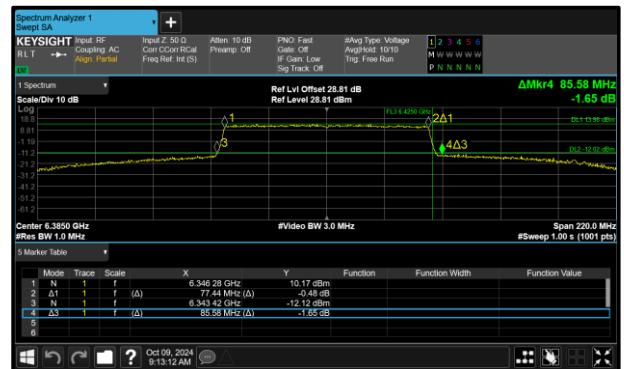 Spectrum Analyzer 1
Swept SA
+
KEYSIGHT Input: RF Input Z: 50 Ω Atten: 10 dB PNO: Fast #Avg Type: Voltage 1 2 3 4 5 6
RLT Coupling: AC Corr CCorr RCal Preamp: Off Gate: Off Avg|Hold: 10/10 M W W W W W
Align: Partial Freq Ref: Int (S) IF Gain: Low Trig: Free Run
Sig Track: Off P N N N N N
1 Spectrum Ref Lvl Offset 28.81 dB ΔMkr4 85.58 MHz
Scale/Div 10 dB Ref Level 28.81 dBm -1.65 dB
Log
18.8 1 FL3 6.4250 GHz 2Δ1 DL1 13.98 dBm
8.81
-1.19
-11.2 3 4Δ3 DL2 -12.02 dBm
-21.2
-31.2
-41.2
-51.2
-61.2
Center 6.3850 GHz #Video BW 3.0 MHz Span 220.0 MHz
#Res BW 1.0 MHz #Sweep 1.00 s (1001 pts)
5 Marker Table
Mode Trace Scale X Y Function Function Width Function Value
1 N 1 f 6.346 28 GHz 10.17 dBm
2 Δ1 1 f (Δ) 77.44 MHz (Δ) -0.48 dB
3 N 1 f 6.343 42 GHz -12.12 dBm
4 Δ3 1 f (Δ) 85.58 MHz (Δ) -1.65 dB
5
6
? Oct 09, 2024
9:13:12 AM